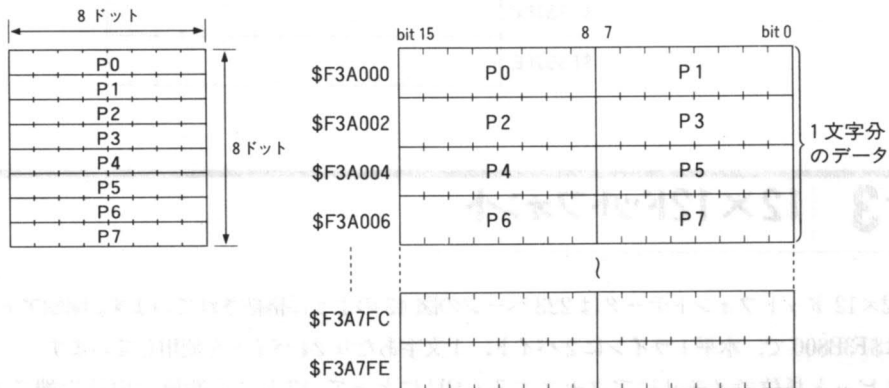 8ドット
P0
P1
P2
P3
P4
P5
P6
P7
8ドット
bit 15 8 7 bit 0
$F3A000 P0 P1
$F3A002 P2 P3
$F3A004 P4 P5
$F3A006 P6 P7
1文字分
のデータ
$F3A7FC
$F3A7FE